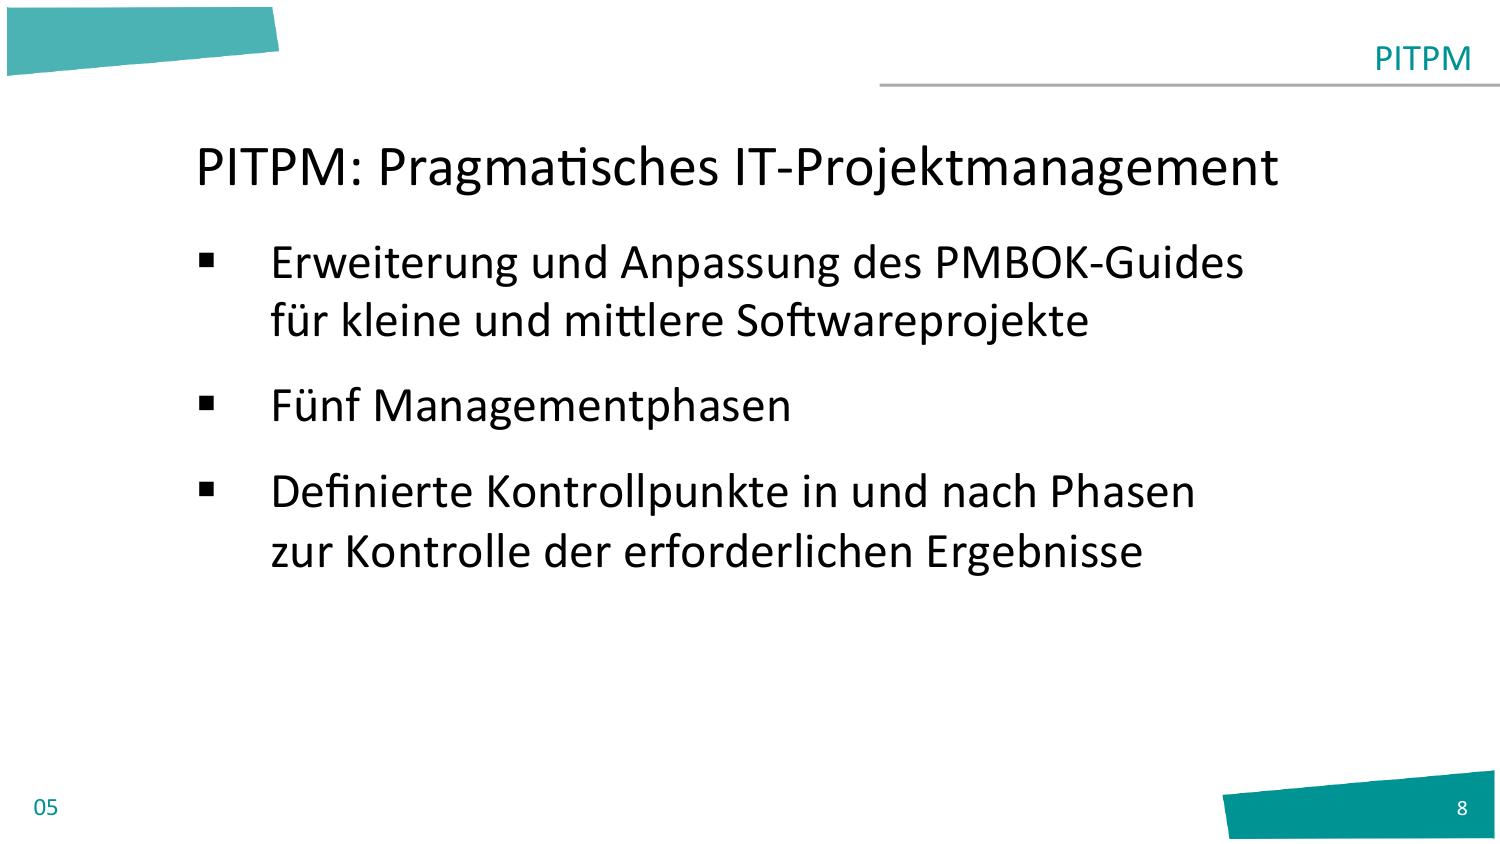 PITPM
PITPM: Pragmatisches IT-Projektmanagement
▪ Erweiterung und Anpassung des PMBOK-Guides
für kleine und mittlere Softwareprojekte
▪ Fünf Managementphasen
▪ Definierte Kontrollpunkte in und nach Phasen
zur Kontrolle der erforderlichen Ergebnisse
05
8